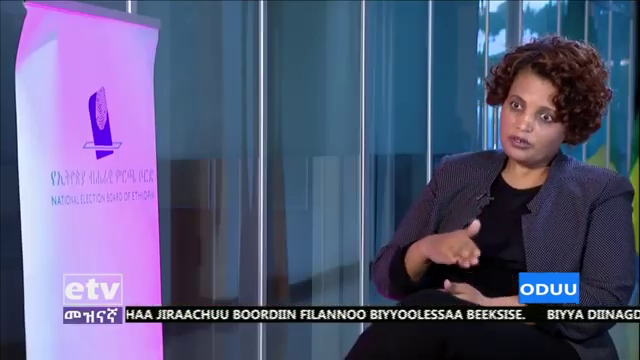 የኢትዮጵያ ብሔራዊ ምርጫ ቦርድ
NATIONAL ELECTION BOARD OF ETHIOPIA
ODUU
etv
መዝናኛ
HAA JIRAACHUU BOORDIIN FILANNOO BIYYOOLESSAA BEEKSISE. BIYYA DIINAGD